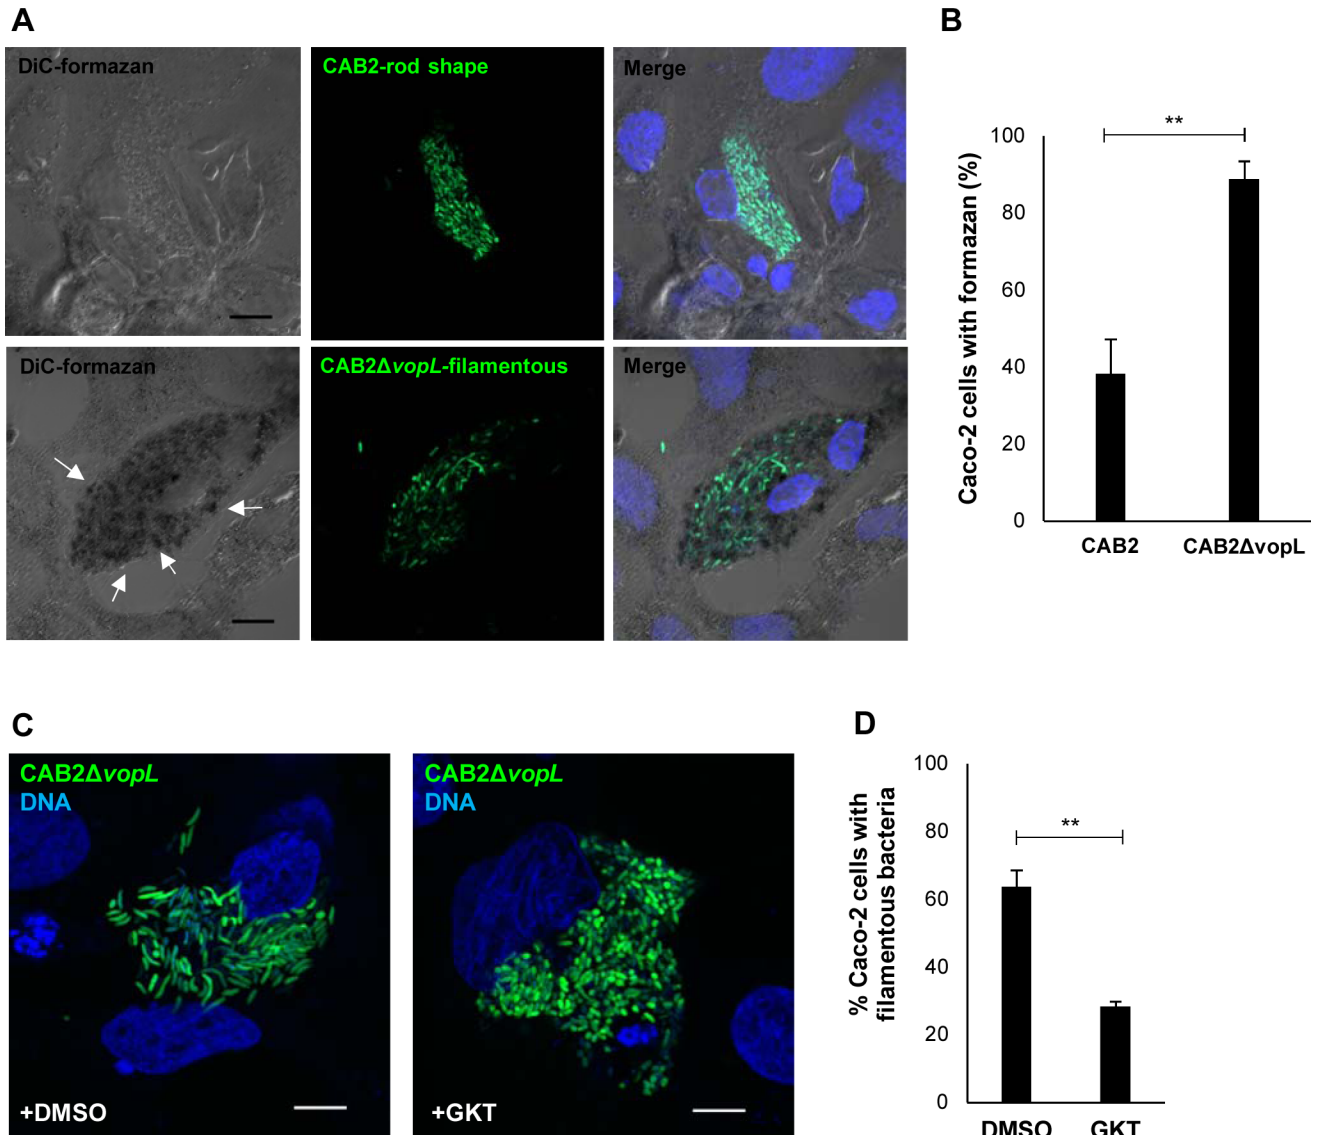 A
DiC-formazan
CAB2-rod shape
Merge
DiC-formazan
CAB2ΔvopL-filamentous
Merge
B
**
Caco-2 cells with formazan (%)
100
80
60
40
20
0
CAB2
CAB2ΔvopL
C
CAB2ΔvopL
DNA
+DMSO
CAB2ΔvopL
DNA
+GKT
D
**
% Caco-2 cells with
filamentous bacteria
100
80
60
40
20
0
DMSO
GKT